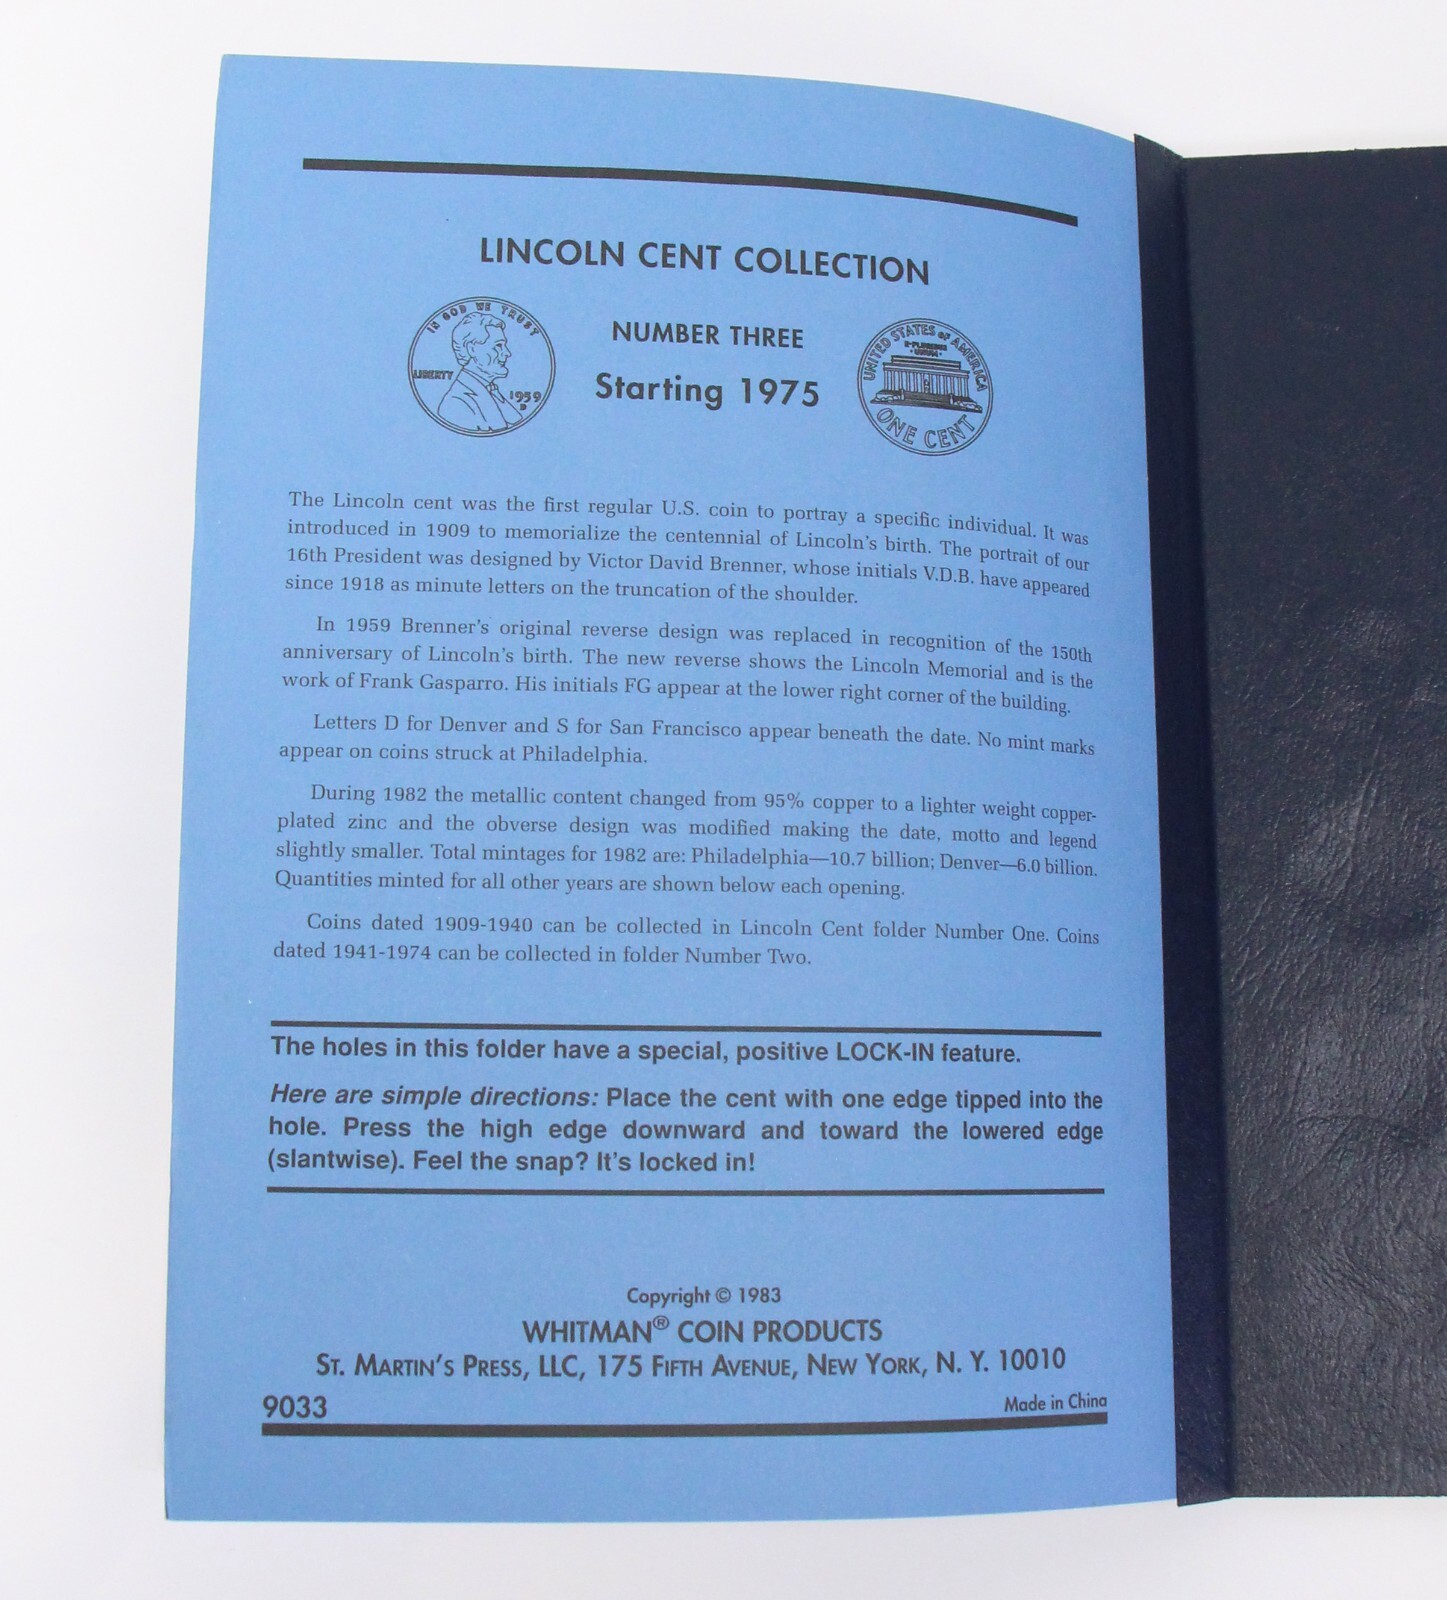 LINCOLN CENT COLLECTION
IN GOD WE TRUST
LIBERTY
1959
D
NUMBER THREE
Starting 1975
UNITED STATES OF AMERICA
E·PLURIBUS
·UNUM·
ONE CENT
The Lincoln cent was the first regular U.S. coin to portray a specific individual. It was
introduced in 1909 to memorialize the centennial of Lincoln's birth. The portrait of our
16th President was designed by Victor David Brenner, whose initials V.D.B. have appeared
since 1918 as minute letters on the truncation of the shoulder.
In 1959 Brenner's original reverse design was replaced in recognition of the 150th
anniversary of Lincoln's birth. The new reverse shows the Lincoln Memorial and is the
work of Frank Gasparro. His initials FG appear at the lower right corner of the building.
Letters D for Denver and S for San Francisco appear beneath the date. No mint marks
appear on coins struck at Philadelphia.
During 1982 the metallic content changed from 95% copper to a lighter weight copper-
plated zinc and the obverse design was modified making the date, motto and legend
slightly smaller. Total mintages for 1982 are: Philadelphia—10.7 billion; Denver—6.0 billion.
Quantities minted for all other years are shown below each opening.
Coins dated 1909-1940 can be collected in Lincoln Cent folder Number One. Coins
dated 1941-1974 can be collected in folder Number Two.
The holes in this folder have a special, positive LOCK-IN feature.
Here are simple directions: Place the cent with one edge tipped into the
hole. Press the high edge downward and toward the lowered edge
(slantwise). Feel the snap? It's locked in!
Copyright © 1983
WHITMAN® COIN PRODUCTS
ST. MARTIN'S PRESS, LLC, 175 FIFTH AVENUE, NEW YORK, N. Y. 10010
9033
Made in China